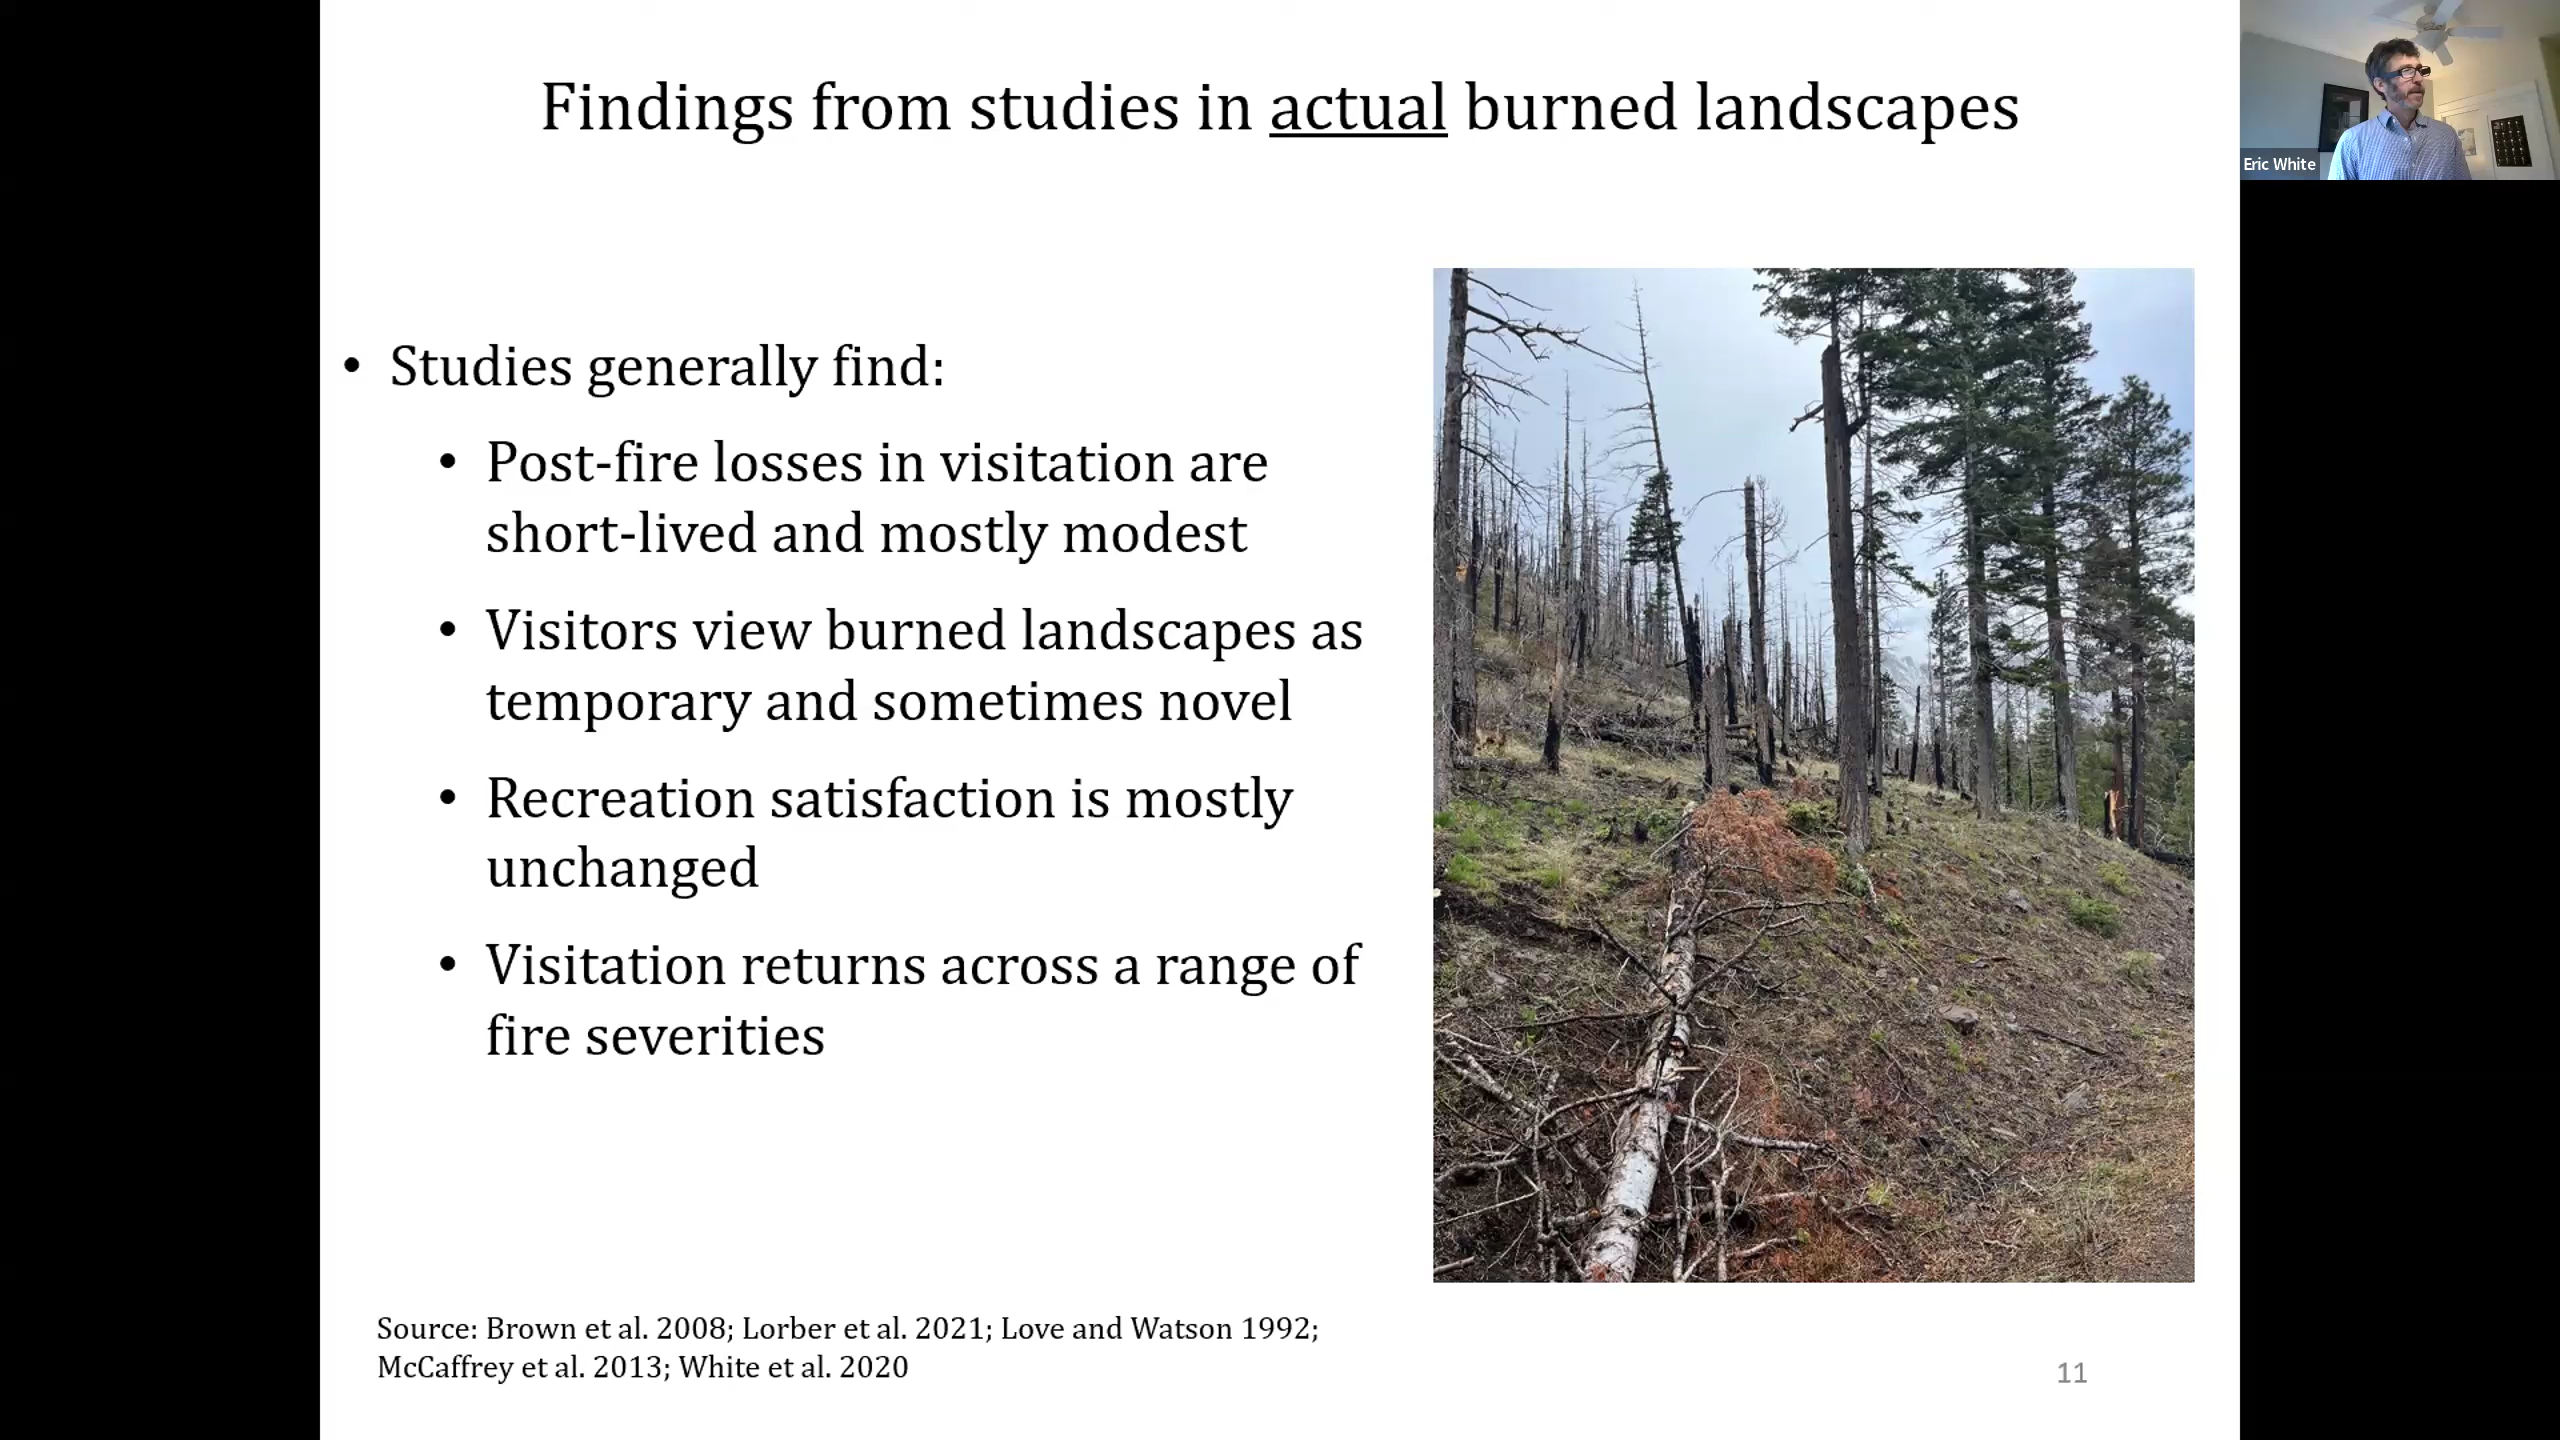 Findings from studies in actual burned landscapes
Eric White
• Studies generally find:
• Post-fire losses in visitation are
short-lived and mostly modest
• Visitors view burned landscapes as
temporary and sometimes novel
• Recreation satisfaction is mostly
unchanged
• Visitation returns across a range of
fire severities
Source: Brown et al. 2008; Lorber et al. 2021; Love and Watson 1992;
McCaffrey et al. 2013; White et al. 2020
11